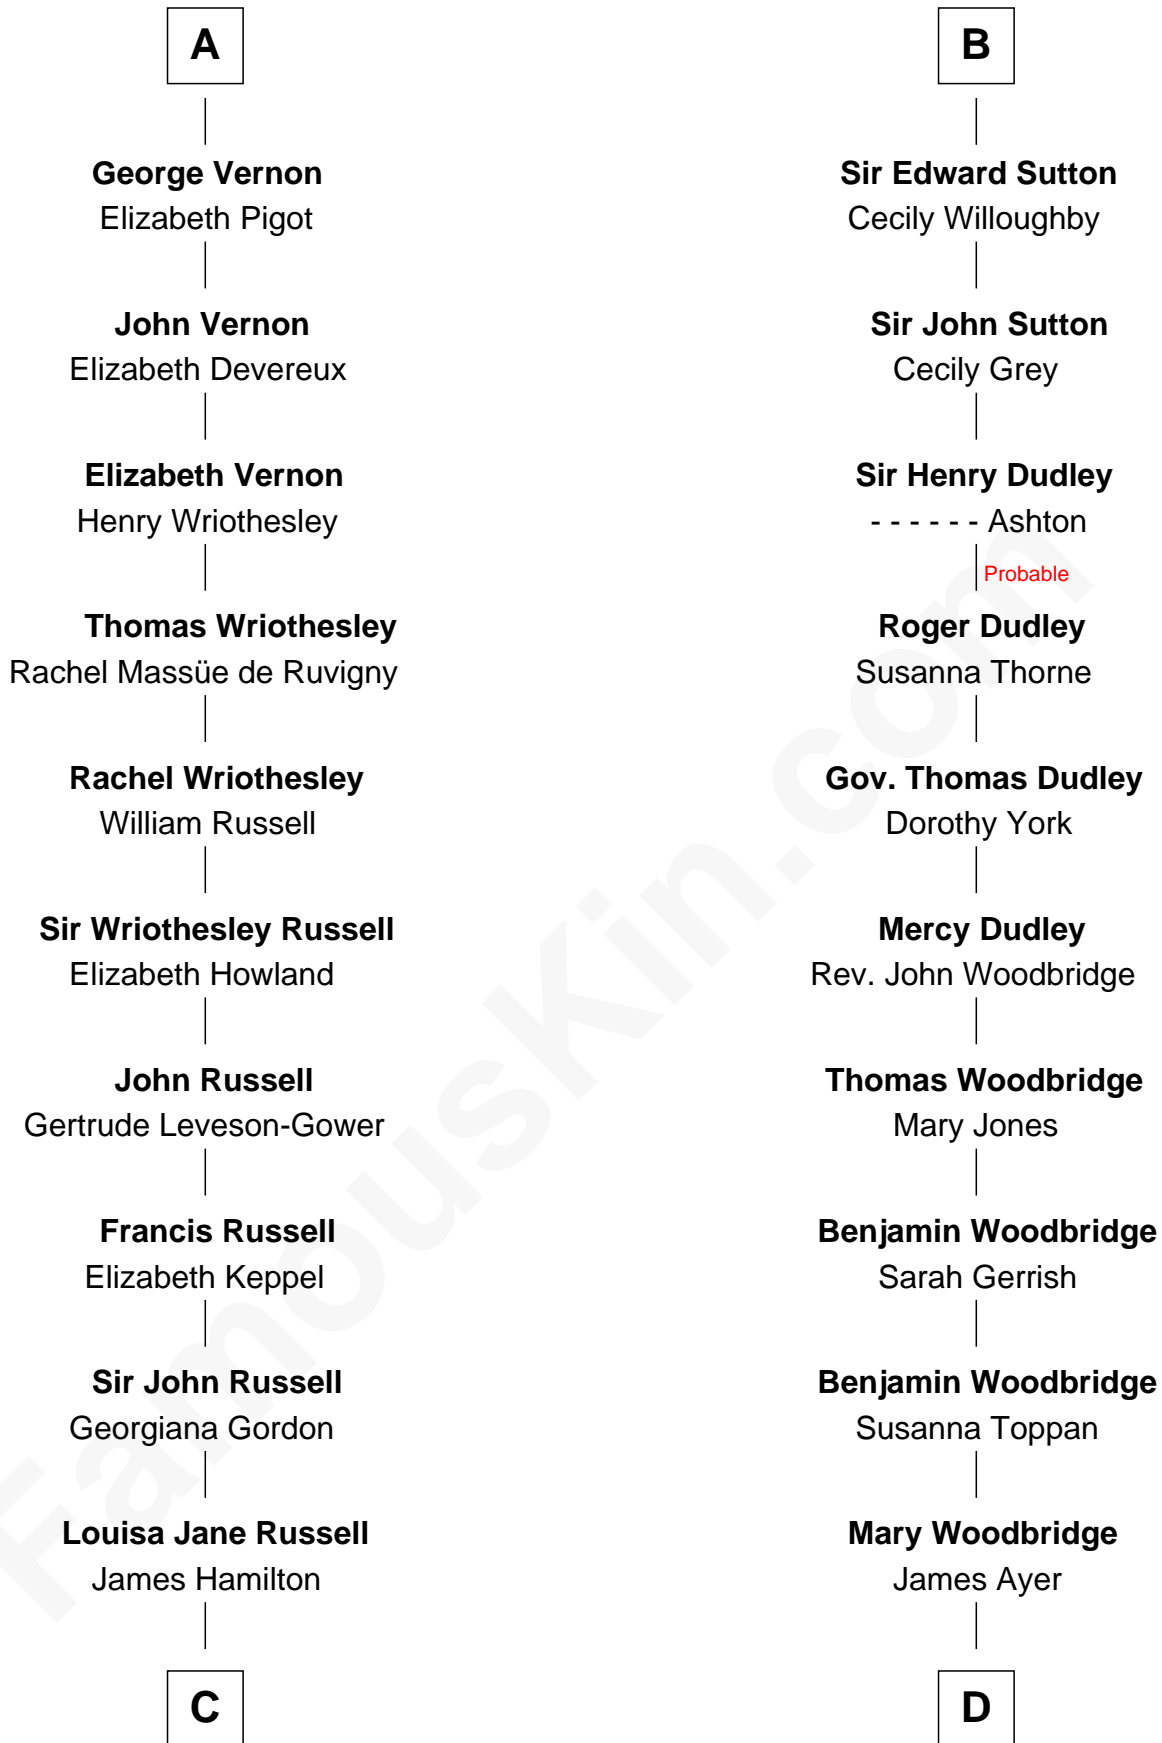 A
George Vernon
Elizabeth Pigot
John Vernon
Elizabeth Devereux
Elizabeth Vernon
Henry Wriothesley
Thomas Wriothesley
Rachel Massüe de Ruvigny
Rachel Wriothesley
William Russell
Sir Wriothesley Russell
Elizabeth Howland
John Russell
Gertrude Leveson-Gower
Francis Russell
Elizabeth Keppel
Sir John Russell
Georgiana Gordon
Louisa Jane Russell
James Hamilton
C
B
Sir Edward Sutton
Cecily Willoughby
Sir John Sutton
Cecily Grey
Sir Henry Dudley
- - - - - - Ashton
Probable
Roger Dudley
Susanna Thorne
Gov. Thomas Dudley
Dorothy York
Mercy Dudley
Rev. John Woodbridge
Thomas Woodbridge
Mary Jones
Benjamin Woodbridge
Sarah Gerrish
Benjamin Woodbridge
Susanna Toppan
Mary Woodbridge
James Ayer
D
FamousKin.com